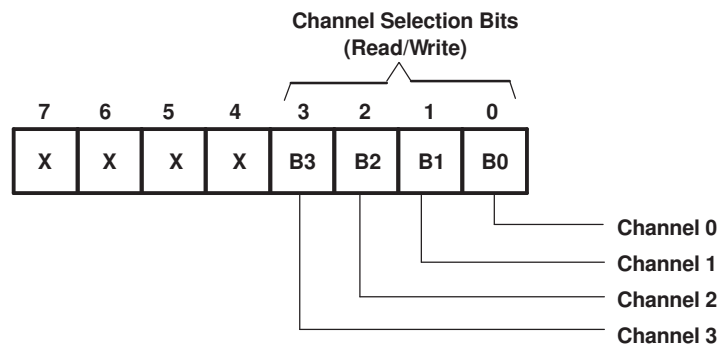 Channel Selection Bits
(Read/Write)
7 6 5 4 3 2 1 0
X X X X B3 B2 B1 B0
Channel 0
Channel 1
Channel 2
Channel 3